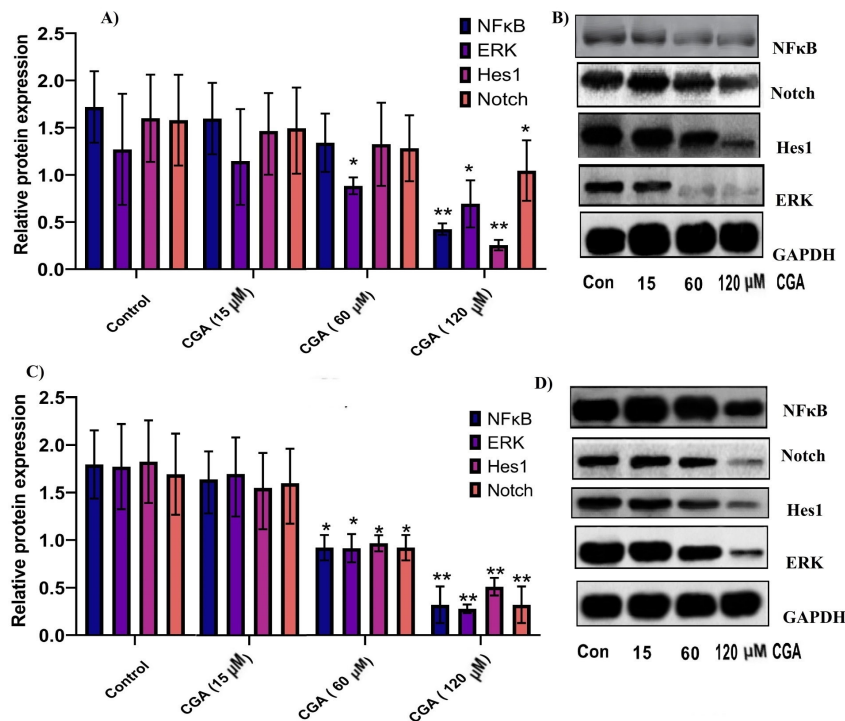 A)
Relative protein expression
2.5
2.0
1.5
1.0
0.5
0.0
NFκB
ERK
Hes1
Notch
*
*
**
**
*
Control
CGA (15 μM)
CGA ( 60 μM)
CGA ( 120 μM)
B)
NFκB
Notch
Hes1
ERK
GAPDH
Con 15 60 120 μM CGA
C)
Relative protein expression
2.5
2.0
1.5
1.0
0.5
0.0
NFκB
ERK
Hes1
Notch
* * * *
** ** ** **
Control
CGA (15 μM)
CGA ( 60 μM)
CGA ( 120 μM)
D)
NFκB
Notch
Hes1
ERK
GAPDH
Con 15 60 120 μM CGA